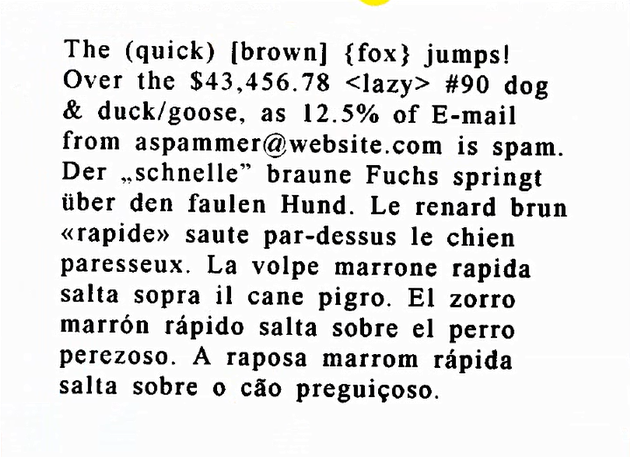 The (quick) [brown] {fox} jumps!
Over the $43,456.78 <lazy> #90 dog
& duck/goose, as 12.5% of E-mail
from aspammer@website.com is spam.
Der „schnelle” braune Fuchs springt
über den faulen Hund. Le renard brun
«rapide» saute par-dessus le chien
paresseux. La volpe marrone rapida
salta sopra il cane pigro. El zorro
marrón rápido salta sobre el perro
perezoso. A raposa marrom rápida
salta sobre o cão preguiçoso.